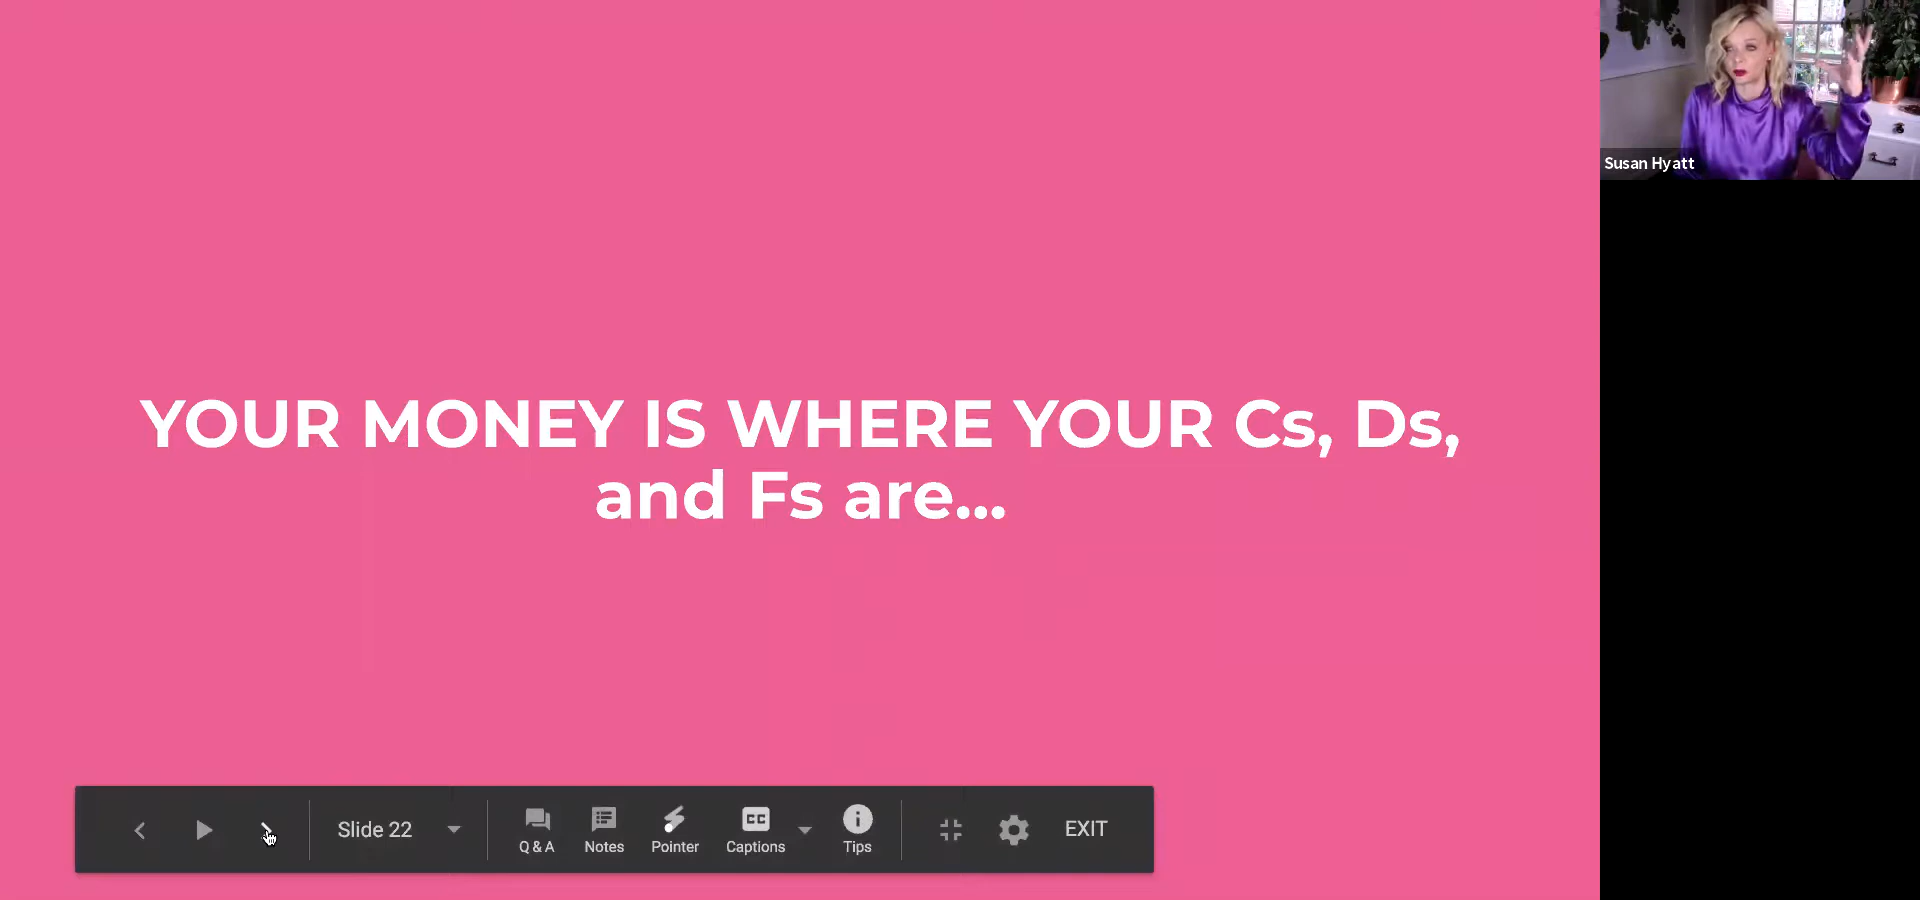 YOUR MONEY IS WHERE YOUR Cs, Ds,
and Fs are...
Susan Hyatt
Slide 22
Q & A
Notes
Pointer
CC
Captions
Tips
EXIT